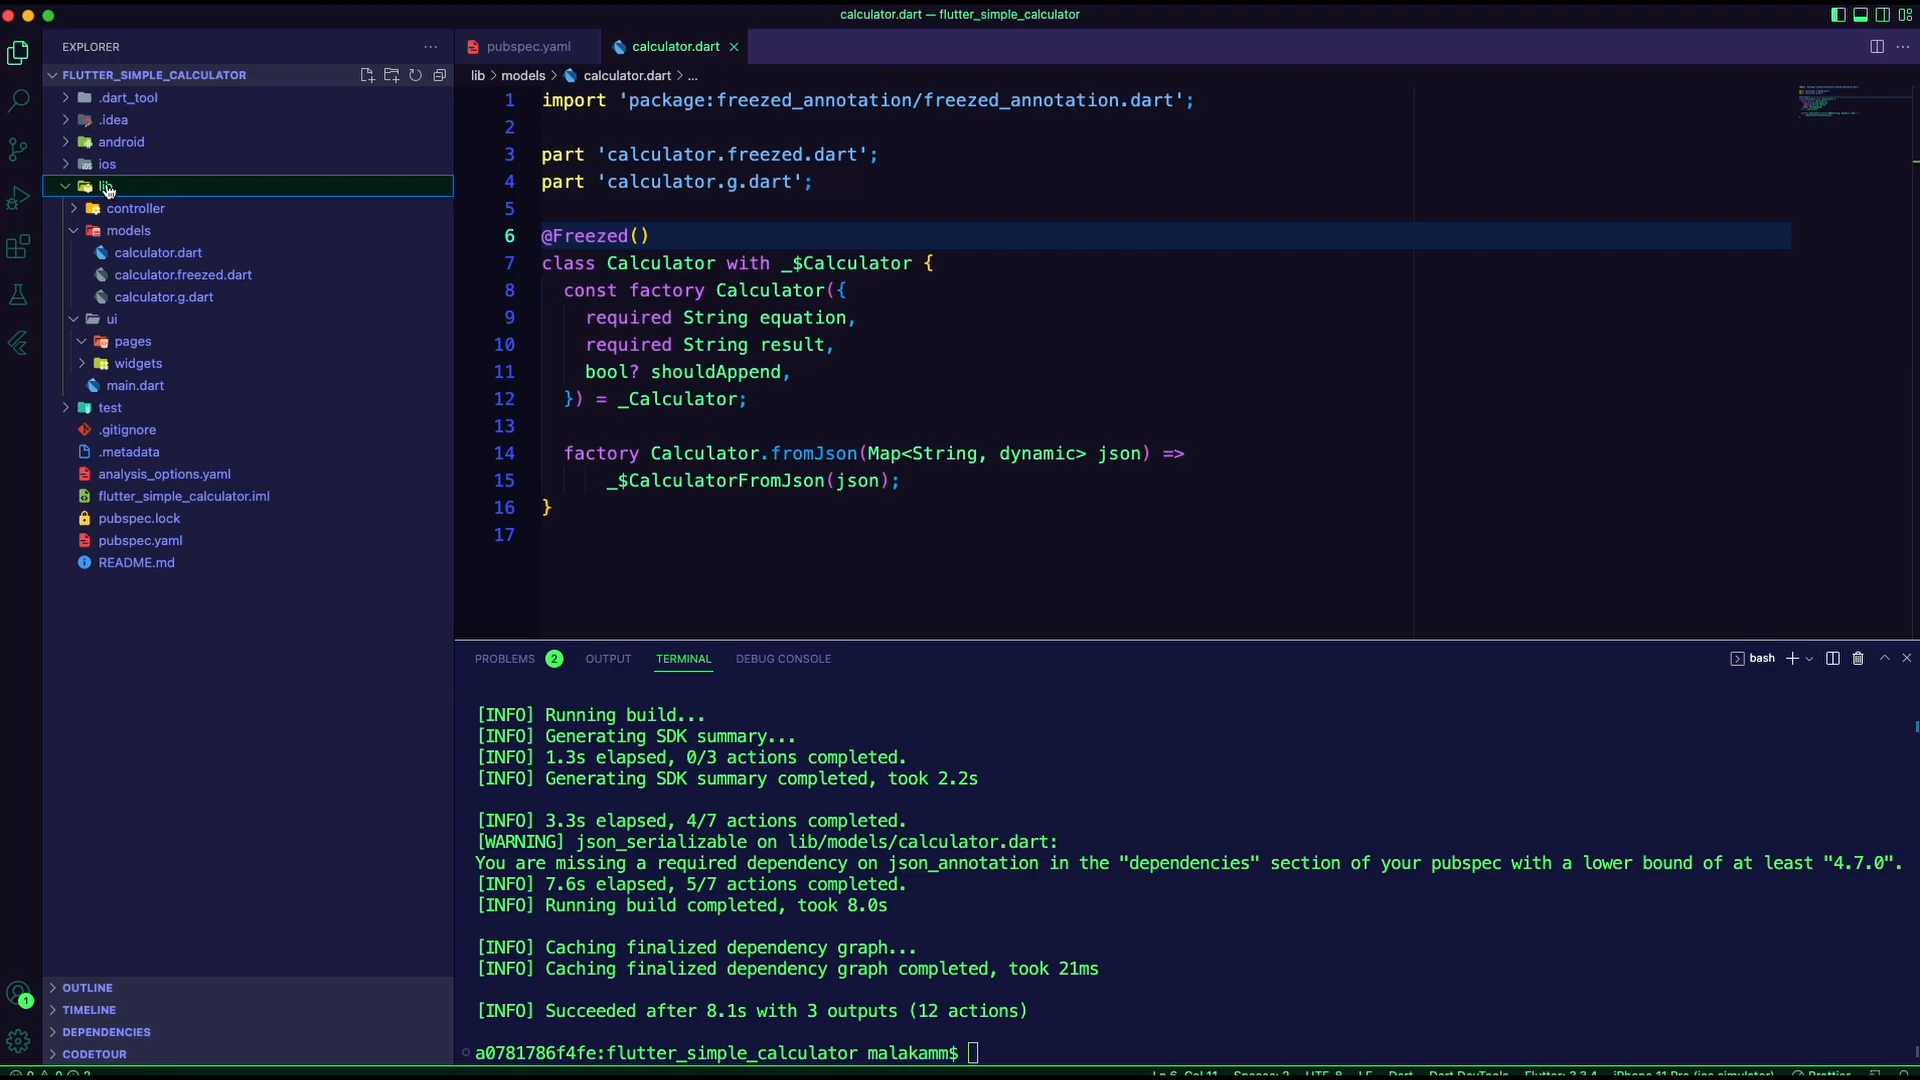 calculator.dart — flutter_simple_calculator
EXPLORER
FLUTTER_SIMPLE_CALCULATOR
.dart_tool
.idea
android
ios
lib
controller
models
calculator.dart
calculator.freezed.dart
calculator.g.dart
ui
pages
widgets
main.dart
test
.gitignore
.metadata
analysis_options.yaml
flutter_simple_calculator.iml
pubspec.lock
pubspec.yaml
README.md
OUTLINE
TIMELINE
DEPENDENCIES
CODETOUR
1
pubspec.yaml
calculator.dart
lib > models > calculator.dart > ...
1 import 'package:freezed_annotation/freezed_annotation.dart';
2
3 part 'calculator.freezed.dart';
4 part 'calculator.g.dart';
5
6 @Freezed()
7 class Calculator with _$Calculator {
8 const factory Calculator({
9 required String equation,
10 required String result,
11 bool? shouldAppend,
12 }) = _Calculator;
13
14 factory Calculator.fromJson(Map<String, dynamic> json) =>
15 _$CalculatorFromJson(json);
16 }
17
PROBLEMS 2 OUTPUT TERMINAL DEBUG CONSOLE
bash
[INFO] Running build...
[INFO] Generating SDK summary...
[INFO] 1.3s elapsed, 0/3 actions completed.
[INFO] Generating SDK summary completed, took 2.2s
[INFO] 3.3s elapsed, 4/7 actions completed.
[WARNING] json_serializable on lib/models/calculator.dart:
You are missing a required dependency on json_annotation in the "dependencies" section of your pubspec with a lower bound of at least "4.7.0".
[INFO] 7.6s elapsed, 5/7 actions completed.
[INFO] Running build completed, took 8.0s
[INFO] Caching finalized dependency graph...
[INFO] Caching finalized dependency graph completed, took 21ms
[INFO] Succeeded after 8.1s with 3 outputs (12 actions)
a0781786f4fe:flutter_simple_calculator malakamm$